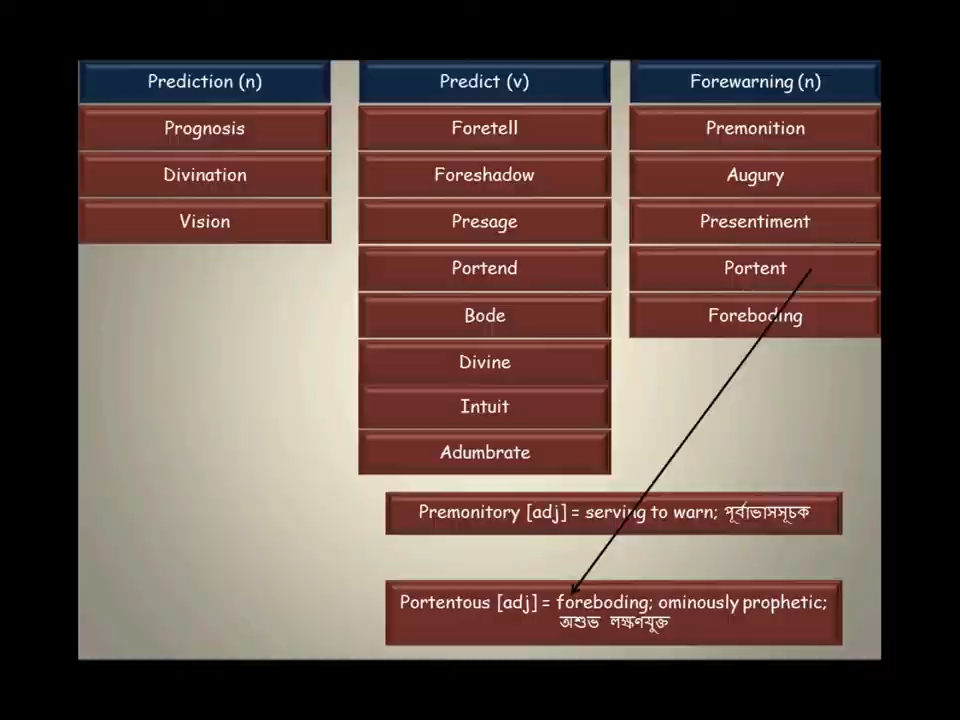 Prediction (n)
Prognosis
Divination
Vision
Predict (v)
Foretell
Foreshadow
Presage
Portend
Bode
Divine
Intuit
Adumbrate
Forewarning (n)
Premonition
Augury
Presentiment
Portent
Foreboding
Premonitory [adj] = serving to warn; পূর্বাভাসসূচক
Portentous [adj] = foreboding; ominously prophetic;
অশুভ লক্ষণযুক্ত